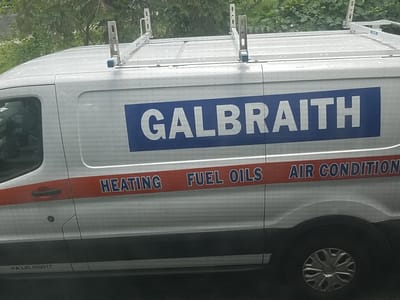 GALBRAITH
HEATING FUEL OILS AIR CONDITION